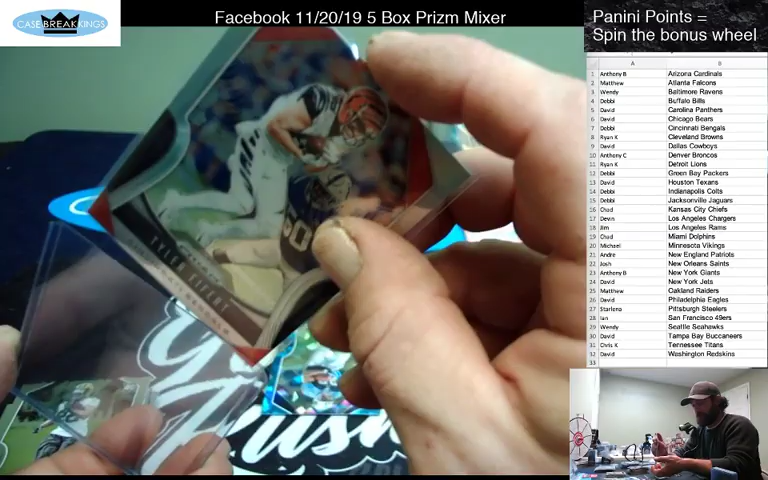 CASEBREAKKINGS
Facebook 11/20/19 5 Box Prizm Mixer
Panini Points =
Spin the bonus wheel
A B
1 Anthony B Arizona Cardinals
2 Matthew Atlanta Falcons
3 Wendy Baltimore Ravens
4 Debbi Buffalo Bills
5 David Carolina Panthers
6 David Chicago Bears
7 Debbi Cincinnati Bengals
8 Ryan K Cleveland Browns
9 David Dallas Cowboys
10 Anthony C Denver Broncos
11 Ryan K Detroit Lions
12 Debbi Green Bay Packers
13 David Houston Texans
14 Debbi Indianapolis Colts
15 Debbi Jacksonville Jaguars
16 Chad Kansas City Chiefs
17 Devin Los Angeles Chargers
18 Jim Los Angeles Rams
19 Chad Miami Dolphins
20 Michael Minnesota Vikings
21 Andre New England Patriots
22 Josh New Orleans Saints
23 Anthony B New York Giants
24 David New York Jets
25 Matthew Oakland Raiders
26 David Philadelphia Eagles
27 Starleno Pittsburgh Steelers
28 Ian San Francisco 49ers
29 Wendy Seattle Seahawks
30 David Tampa Bay Buccaneers
31 Chris K Tennessee Titans
32 David Washington Redskins
33
TYLER EIFERT
50